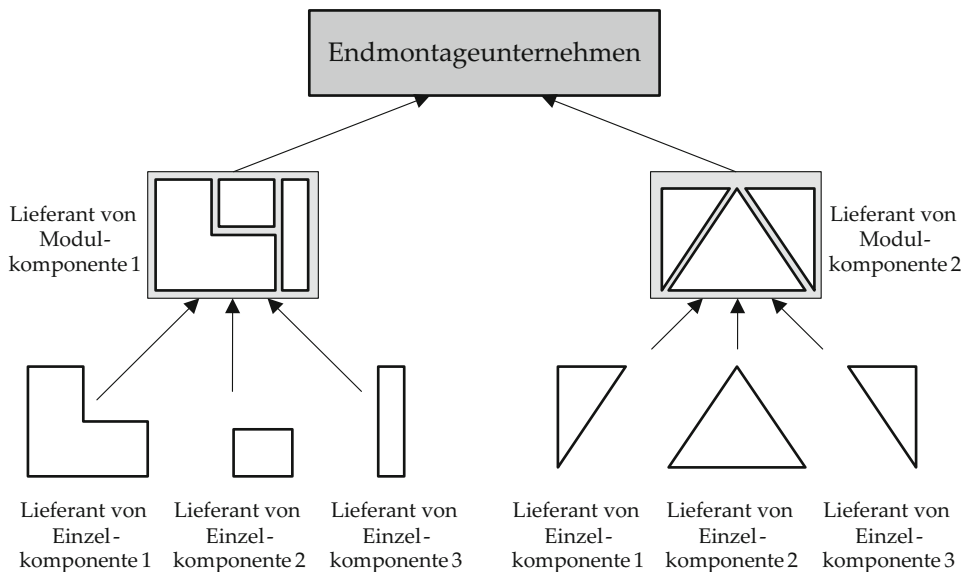 Endmontageunternehmen
Lieferant von
Modul-
komponente 1
Lieferant von
Modul-
komponente 2
Lieferant von
Einzel-
komponente 1
Lieferant von
Einzel-
komponente 2
Lieferant von
Einzel-
komponente 3
Lieferant von
Einzel-
komponente 1
Lieferant von
Einzel-
komponente 2
Lieferant von
Einzel-
komponente 3